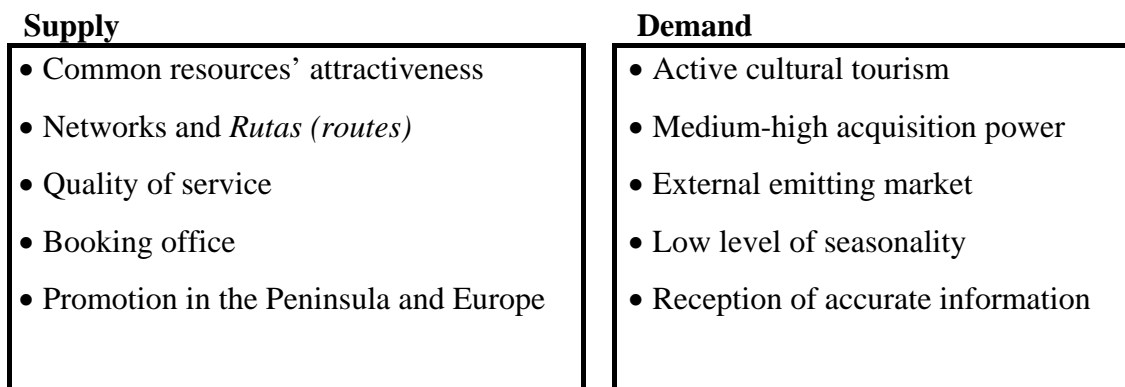 Supply
• Common resources’ attractiveness
• Networks and Rutas (routes)
• Quality of service
• Booking office
• Promotion in the Peninsula and Europe
Demand
• Active cultural tourism
• Medium-high acquisition power
• External emitting market
• Low level of seasonality
• Reception of accurate information